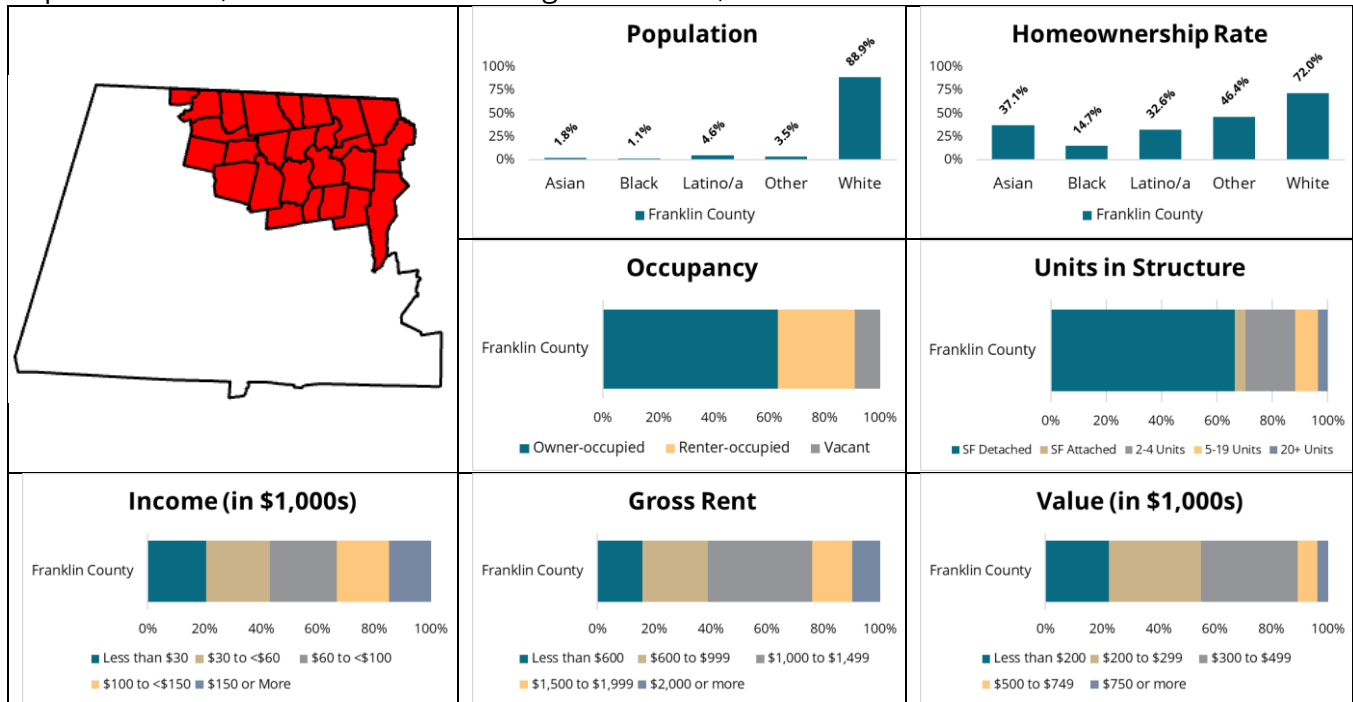 Population
88.9%
100%
75%
50%
25%
0%
1.8%
1.1%
4.6%
3.5%
Asian Black Latino/a Other White
Franklin County
Homeownership Rate
72.0%
100%
75%
50%
25%
0%
37.1%
14.7%
32.6%
46.4%
Asian Black Latino/a Other White
Franklin County
Occupancy
Franklin County
0% 20% 40% 60% 80% 100%
Owner-occupied Renter-occupied Vacant
Units in Structure
Franklin County
0% 20% 40% 60% 80% 100%
SF Detached SF Attached 2-4 Units 5-19 Units 20+ Units
Income (in $1,000s)
Franklin County
0% 20% 40% 60% 80% 100%
Less than $30 $30 to <$60 $60 to <$100
$100 to <$150 $150 or More
Gross Rent
Franklin County
0% 20% 40% 60% 80% 100%
Less than $600 $600 to $999 $1,000 to $1,499
$1,500 to $1,999 $2,000 or more
Value (in $1,000s)
Franklin County
0% 20% 40% 60% 80% 100%
Less than $200 $200 to $299 $300 to $499
$500 to $749 $750 or more